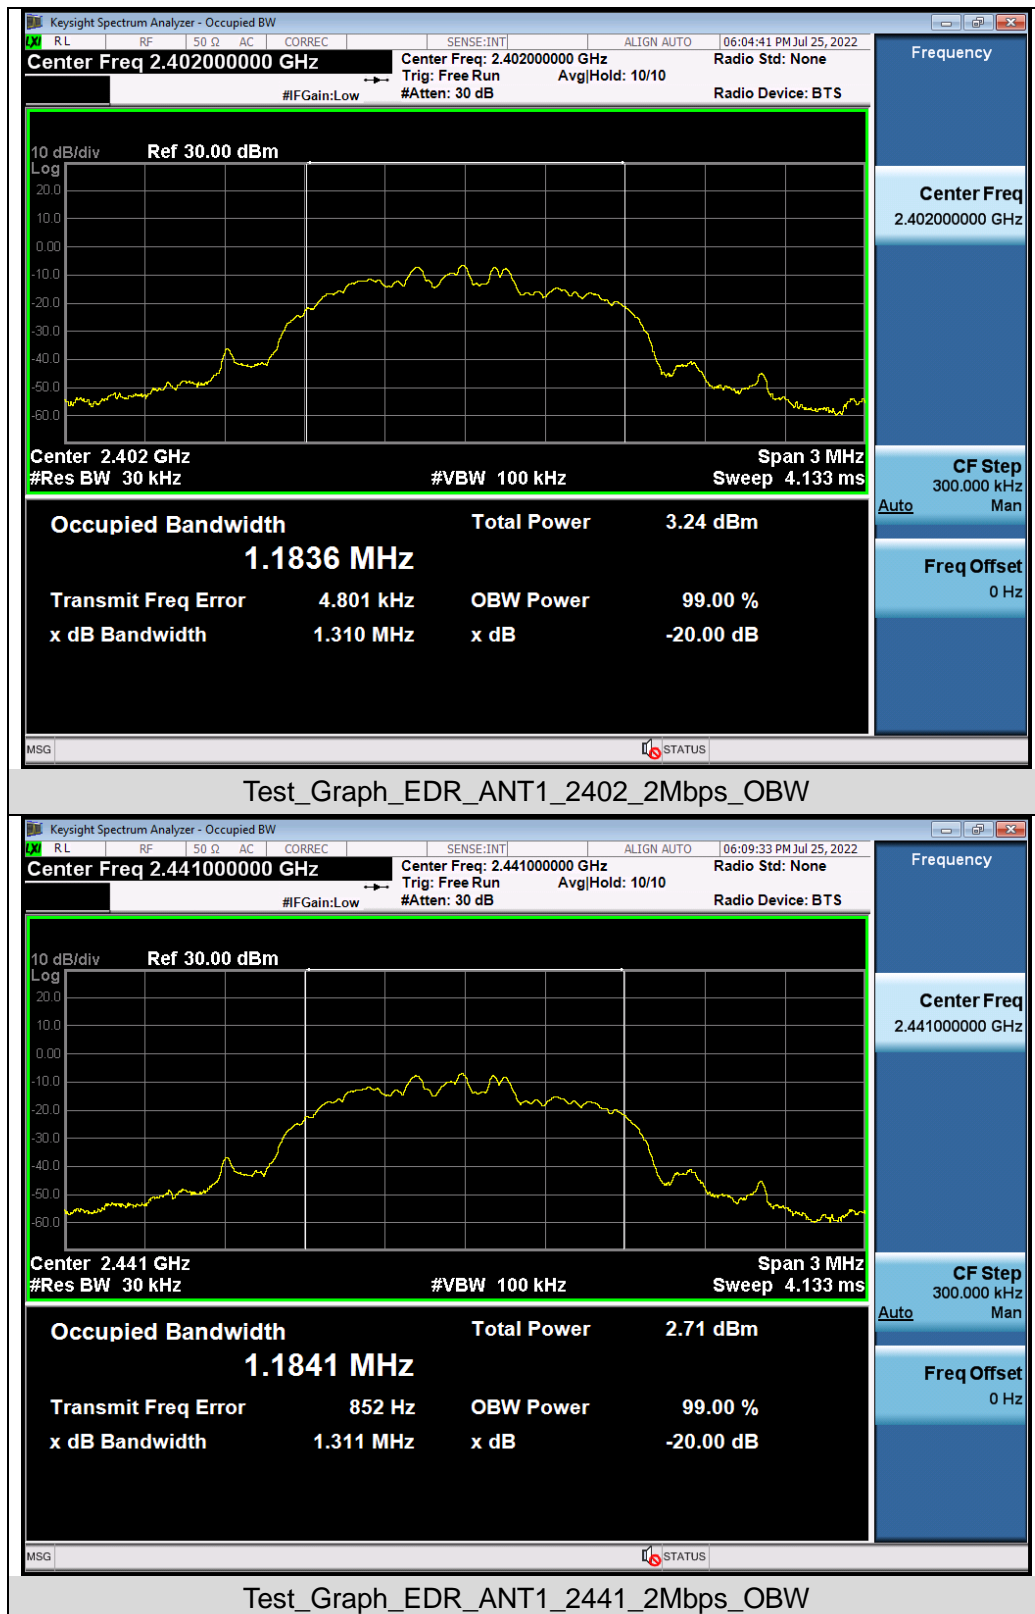 Keysight Spectrum Analyzer - Occupied BW
LXI RL RF 50 Ω AC CORREC SENSE:INT ALIGN AUTO 06:04:41 PM Jul 25, 2022
Center Freq 2.402000000 GHz
Center Freq: 2.402000000 GHz
Radio Std: None
Trig: Free Run Avg|Hold: 10/10
#IFGain:Low #Atten: 30 dB Radio Device: BTS
Frequency
10 dB/div Ref 30.00 dBm
Log
20.0
10.0
0.00
-10.0
-20.0
-30.0
-40.0
-50.0
-60.0
Center 2.402 GHz Span 3 MHz
#Res BW 30 kHz #VBW 100 kHz Sweep 4.133 ms
Center Freq
2.402000000 GHz
CF Step
300.000 kHz
Auto Man
Freq Offset
0 Hz
Occupied Bandwidth Total Power 3.24 dBm
1.1836 MHz
Transmit Freq Error 4.801 kHz OBW Power 99.00 %
x dB Bandwidth 1.310 MHz x dB -20.00 dB
MSG STATUS
Test_Graph_EDR_ANT1_2402_2Mbps_OBW
Keysight Spectrum Analyzer - Occupied BW
LXI RL RF 50 Ω AC CORREC SENSE:INT ALIGN AUTO 06:09:33 PM Jul 25, 2022
Center Freq 2.441000000 GHz
Center Freq: 2.441000000 GHz
Radio Std: None
Trig: Free Run Avg|Hold: 10/10
#IFGain:Low #Atten: 30 dB Radio Device: BTS
Frequency
10 dB/div Ref 30.00 dBm
Log
20.0
10.0
0.00
-10.0
-20.0
-30.0
-40.0
-50.0
-60.0
Center 2.441 GHz Span 3 MHz
#Res BW 30 kHz #VBW 100 kHz Sweep 4.133 ms
Center Freq
2.441000000 GHz
CF Step
300.000 kHz
Auto Man
Freq Offset
0 Hz
Occupied Bandwidth Total Power 2.71 dBm
1.1841 MHz
Transmit Freq Error 852 Hz OBW Power 99.00 %
x dB Bandwidth 1.311 MHz x dB -20.00 dB
MSG STATUS
Test_Graph_EDR_ANT1_2441_2Mbps_OBW